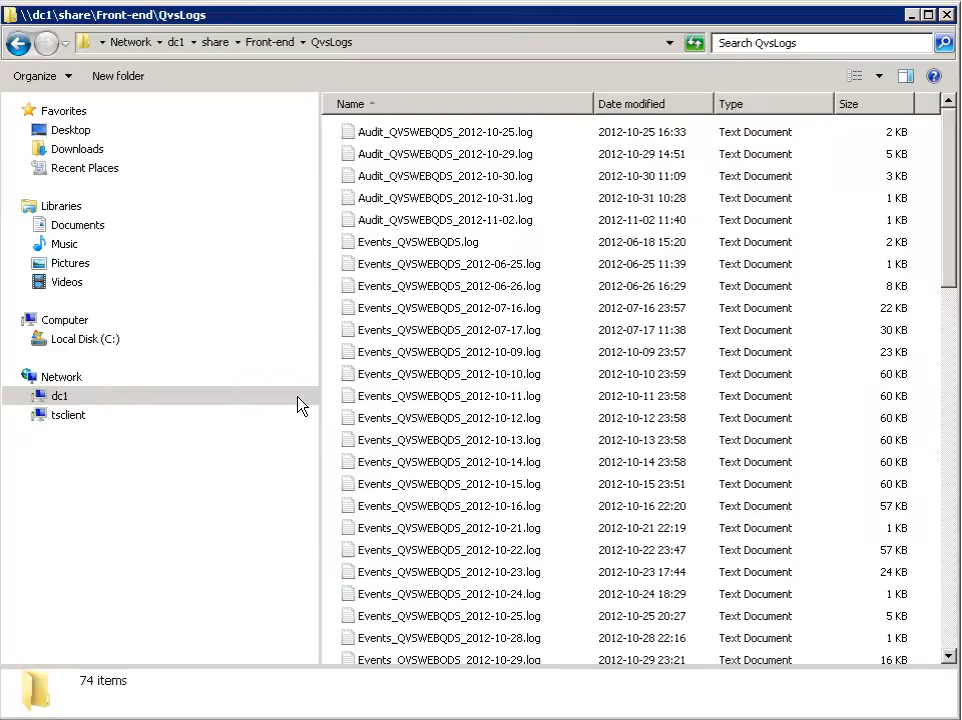 \\dc1\share\Front-end\QvsLogs
Network dc1 share Front-end QvsLogs
Search QvsLogs
Organize New folder
Favorites
Desktop
Downloads
Recent Places
Libraries
Documents
Music
Pictures
Videos
Computer
Local Disk (C:)
Network
dc1
tsclient
Name Date modified Type Size
Audit_QVSWEBQDS_2012-10-25.log 2012-10-25 16:33 Text Document 2 KB
Audit_QVSWEBQDS_2012-10-29.log 2012-10-29 14:51 Text Document 5 KB
Audit_QVSWEBQDS_2012-10-30.log 2012-10-30 11:09 Text Document 3 KB
Audit_QVSWEBQDS_2012-10-31.log 2012-10-31 10:28 Text Document 1 KB
Audit_QVSWEBQDS_2012-11-02.log 2012-11-02 11:40 Text Document 1 KB
Events_QVSWEBQDS.log 2012-06-18 15:20 Text Document 2 KB
Events_QVSWEBQDS_2012-06-25.log 2012-06-25 11:39 Text Document 1 KB
Events_QVSWEBQDS_2012-06-26.log 2012-06-26 16:29 Text Document 8 KB
Events_QVSWEBQDS_2012-07-16.log 2012-07-16 23:57 Text Document 22 KB
Events_QVSWEBQDS_2012-07-17.log 2012-07-17 11:38 Text Document 30 KB
Events_QVSWEBQDS_2012-10-09.log 2012-10-09 23:57 Text Document 23 KB
Events_QVSWEBQDS_2012-10-10.log 2012-10-10 23:59 Text Document 60 KB
Events_QVSWEBQDS_2012-10-11.log 2012-10-11 23:58 Text Document 60 KB
Events_QVSWEBQDS_2012-10-12.log 2012-10-12 23:58 Text Document 60 KB
Events_QVSWEBQDS_2012-10-13.log 2012-10-13 23:58 Text Document 60 KB
Events_QVSWEBQDS_2012-10-14.log 2012-10-14 23:58 Text Document 60 KB
Events_QVSWEBQDS_2012-10-15.log 2012-10-15 23:51 Text Document 60 KB
Events_QVSWEBQDS_2012-10-16.log 2012-10-16 22:20 Text Document 57 KB
Events_QVSWEBQDS_2012-10-21.log 2012-10-21 22:19 Text Document 1 KB
Events_QVSWEBQDS_2012-10-22.log 2012-10-22 23:47 Text Document 57 KB
Events_QVSWEBQDS_2012-10-23.log 2012-10-23 17:44 Text Document 24 KB
Events_QVSWEBQDS_2012-10-24.log 2012-10-24 18:29 Text Document 1 KB
Events_QVSWEBQDS_2012-10-25.log 2012-10-25 20:27 Text Document 5 KB
Events_QVSWEBQDS_2012-10-28.log 2012-10-28 22:16 Text Document 1 KB
Events_QVSWEBQDS_2012-10-29.log 2012-10-29 23:21 Text Document 16 KB
74 items